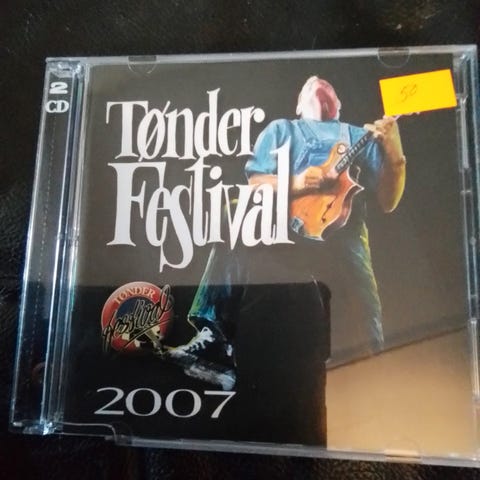 2
CD
50
Tønder
Festival
TØNDER
festival
2007